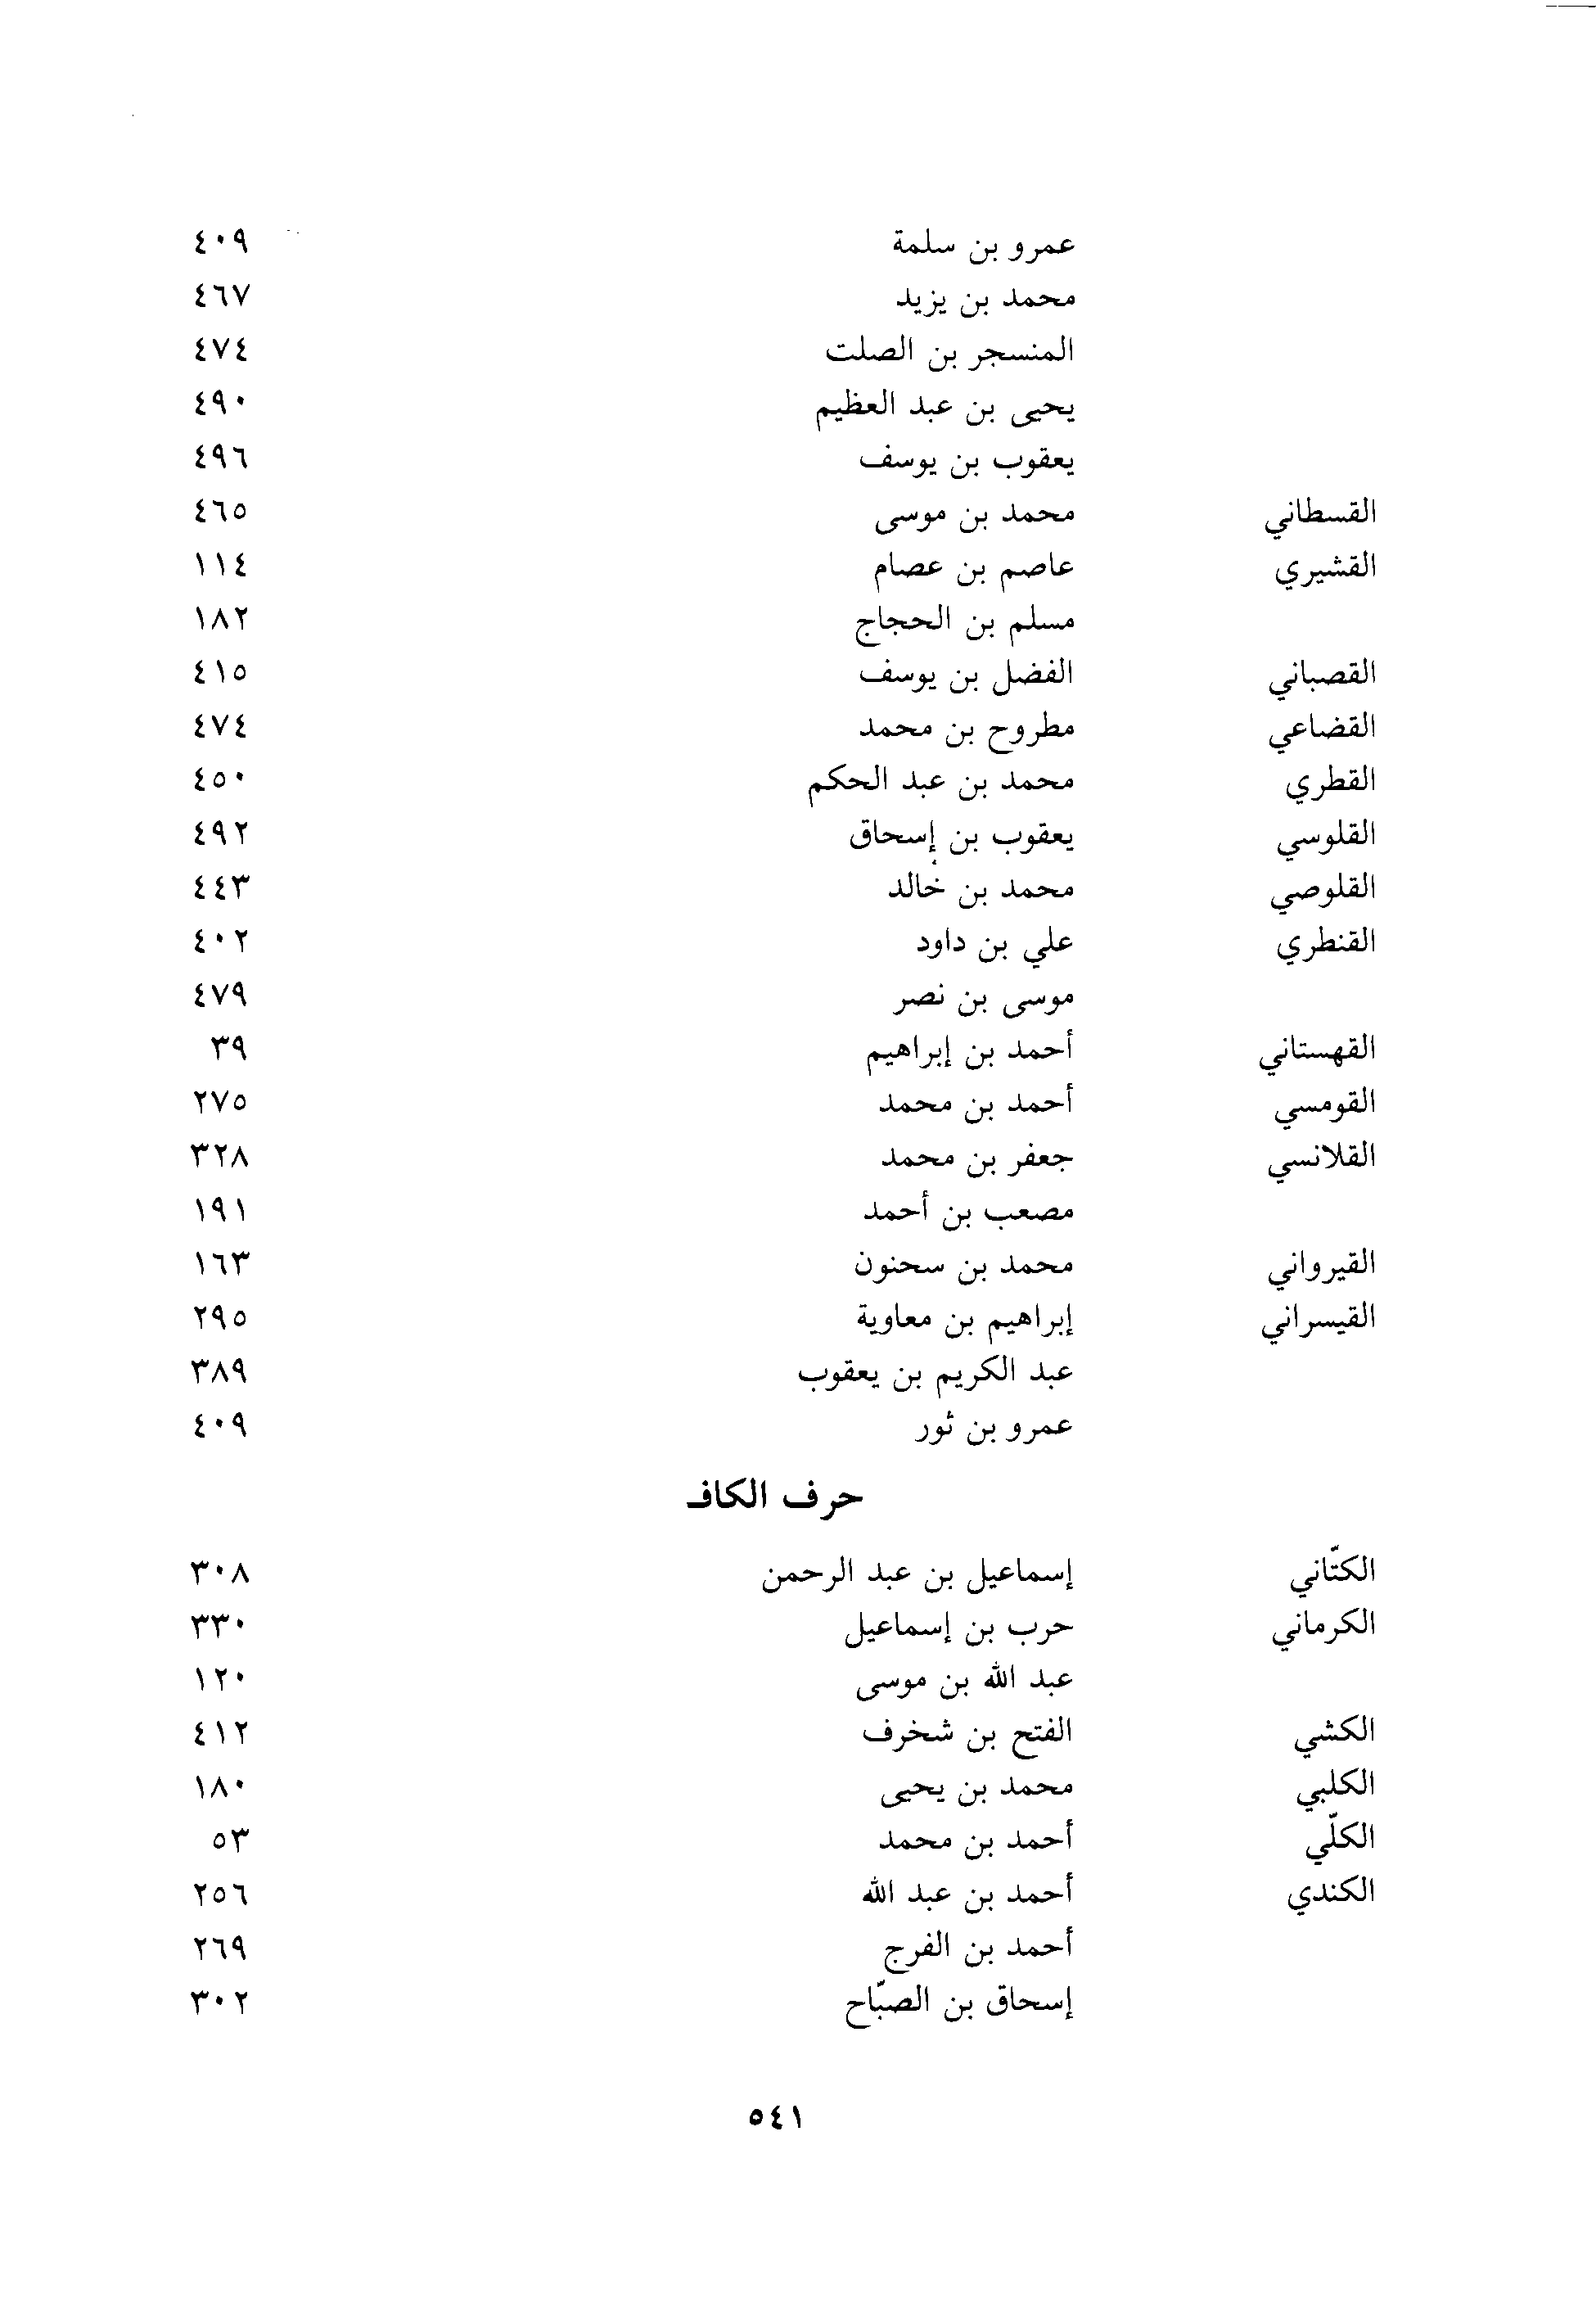 عمرو بن سلمة ٤٠٩
محمد بن يزيد ٤٦٧
المنسجر بن الصلت ٤٧٤
يحيى بن عبد العظيم ٤٩٠
يعقوب بن يوسف ٤٩٦
القسطاني محمد بن موسى ٤٦٥
القشيري عاصم بن عصام ١١٤
مسلم بن الحجاج ١٨٢
القصباني الفضل بن يوسف ٤١٥
القضاعي مطروح بن محمد ٤٧٤
القطري محمد بن عبد الحكم ٤٥٠
القلوسي يعقوب بن إسحاق ٤٩٢
القلوصي محمد بن خالد ٤٤٣
القنطري علي بن داود ٤٠٢
موسى بن نصر ٤٧٩
القهستاني أحمد بن إبراهيم ٣٩
القومسي أحمد بن محمد ٢٧٥
القلانسي جعفر بن محمد ٣٢٨
مصعب بن أحمد ١٩١
القيرواني محمد بن سحنون ١٦٣
القيسراني إبراهيم بن معاوية ٢٩٥
عبد الكريم بن يعقوب ٣٨٩
عمرو بن ثور ٤٠٩
حرف الكاف
الكتّاني إسماعيل بن عبد الرحمن ٣٠٨
الكرماني حرب بن إسماعيل ٣٣٠
عبد الله بن موسى ١٢٠
الكشي الفتح بن شخرف ٤١٢
الكلبي محمد بن يحيى ١٨٠
الكلّي أحمد بن محمد ٥٣
الكندي أحمد بن عبد الله ٢٥٦
أحمد بن الفرج ٢٦٩
إسحاق بن الصبّاح ٣٠٢
٥٤١